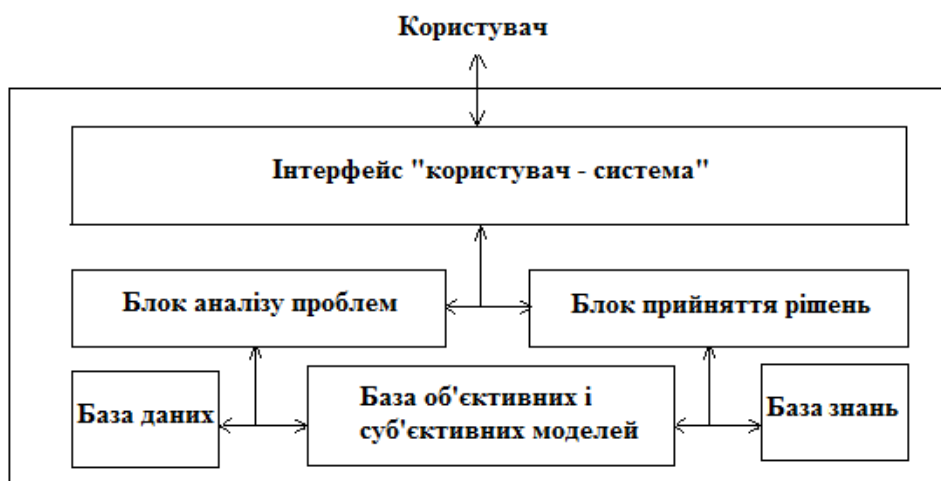 Користувач
Інтерфейс "користувач - система"
Блок аналізу проблем
Блок прийняття рішень
База даних
База об'єктивних і
суб'єктивних моделей
База знань